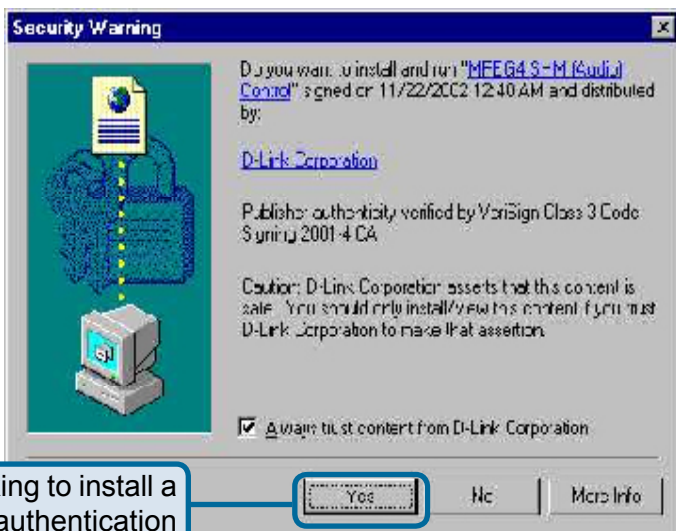 Security Warning
Do you want to install and run "MPEG4 SHM (Audio)
Control" signed on 11/22/2002 12:40 AM and distributed
by:
D-Link Corporation
Publisher authenticity verified by VeriSign Class 3 Code
Signing 2001-4 CA
Caution: D-Link Corporation asserts that this content is
safe. You should only install/view this content if you trust
D-Link Corporation to make that assertion.
Always trust content from D-Link Corporation
ing to install a
authentication
Yes
No
More Info